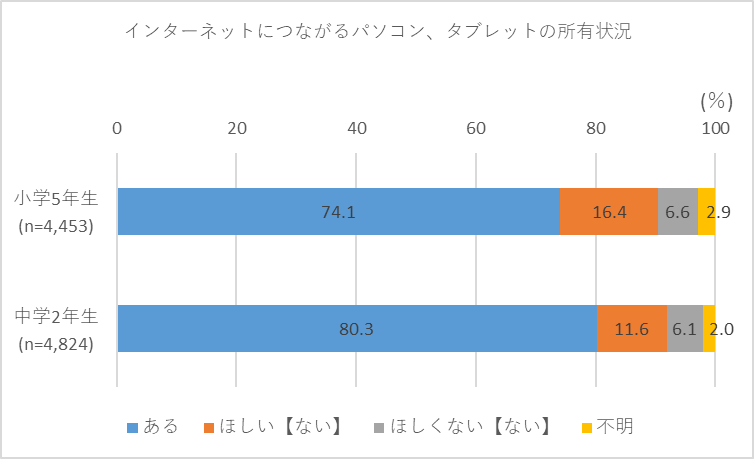 インターネットにつながるパソコン、タブレットの所有状況
(%)
0 20 40 60 80 100
小学5年生
(n=4,453)
74.1 16.4 6.6 2.9
中学2年生
(n=4,824)
80.3 11.6 6.1 2.0
ある ほしい【ない】 ほしくない【ない】 不明